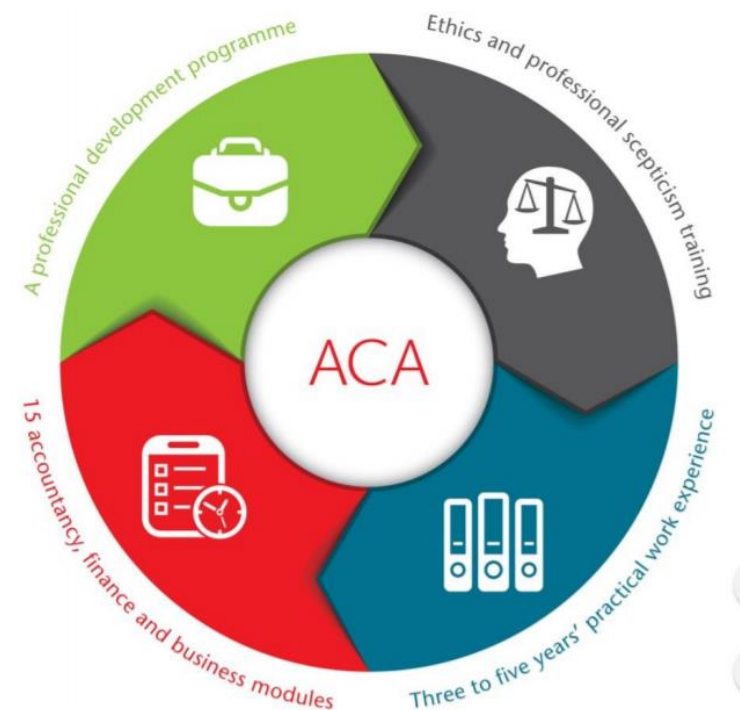 A professional development programme
Ethics and professional scepticism training
ACA
15 accountancy, finance and business modules
Three to five years' practical work experience